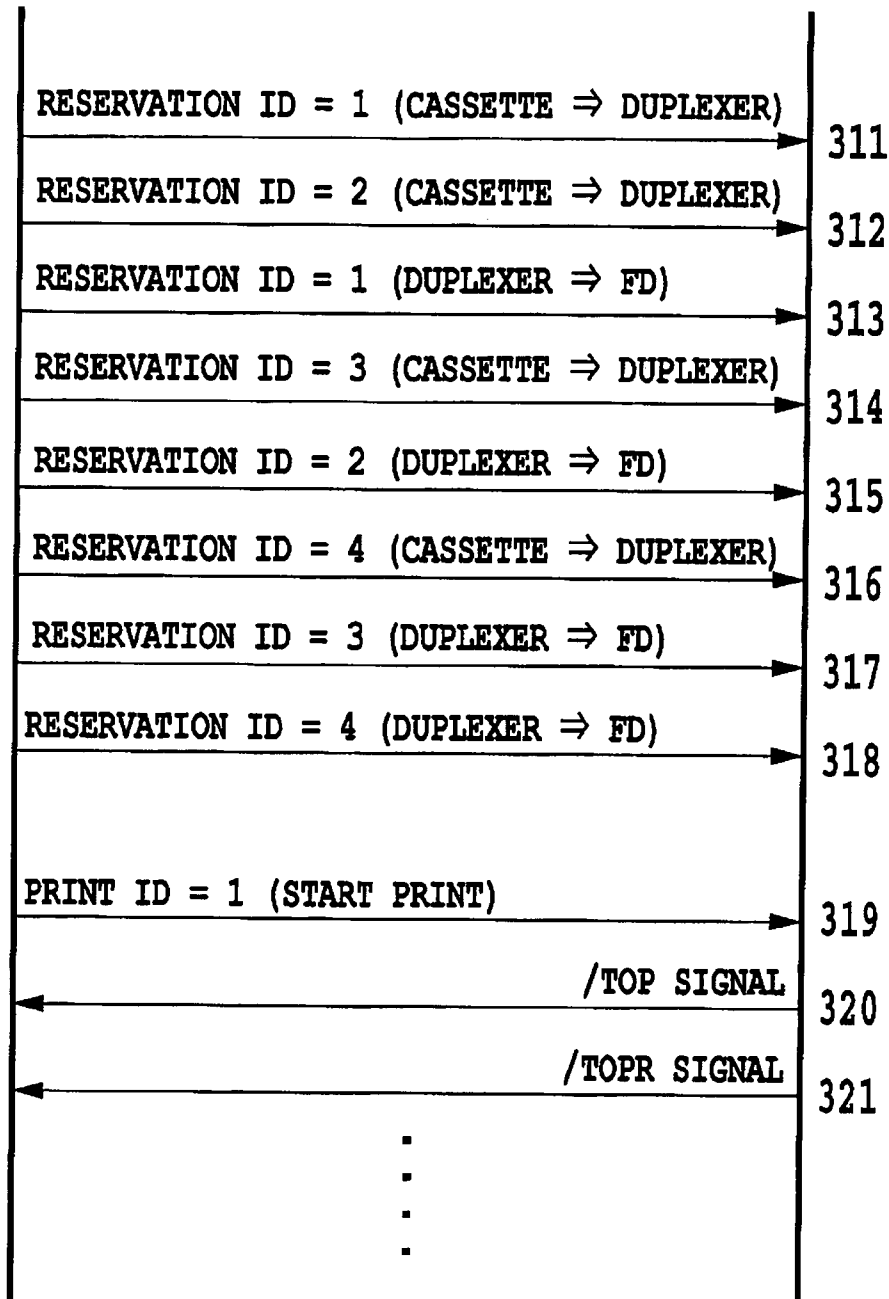 RESERVATION ID = 1 (CASSETTE ⇒ DUPLEXER)
311
RESERVATION ID = 2 (CASSETTE ⇒ DUPLEXER)
312
RESERVATION ID = 1 (DUPLEXER ⇒ FD)
313
RESERVATION ID = 3 (CASSETTE ⇒ DUPLEXER)
314
RESERVATION ID = 2 (DUPLEXER ⇒ FD)
315
RESERVATION ID = 4 (CASSETTE ⇒ DUPLEXER)
316
RESERVATION ID = 3 (DUPLEXER ⇒ FD)
317
RESERVATION ID = 4 (DUPLEXER ⇒ FD)
318
PRINT ID = 1 (START PRINT)
319
/TOP SIGNAL
320
/TOPR SIGNAL
321